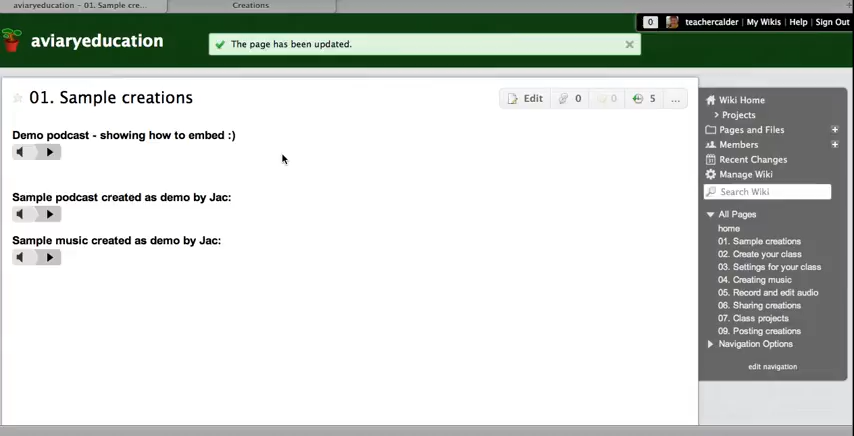 aviaryeducation - 01. Sample cre...
Creations
aviaryeducation
The page has been updated.
0 teachercalder | My Wikis | Help | Sign Out
01. Sample creations
Edit 0 0 5 ...
Demo podcast - showing how to embed :)
Sample podcast created as demo by Jac:
Sample music created as demo by Jac:
Wiki Home
Projects
Pages and Files
Members
Recent Changes
Manage Wiki
Search Wiki
All Pages
home
01. Sample creations
02. Create your class
03. Settings for your class
04. Creating music
05. Record and edit audio
06. Sharing creations
07. Class projects
09. Posting creations
Navigation Options
edit navigation